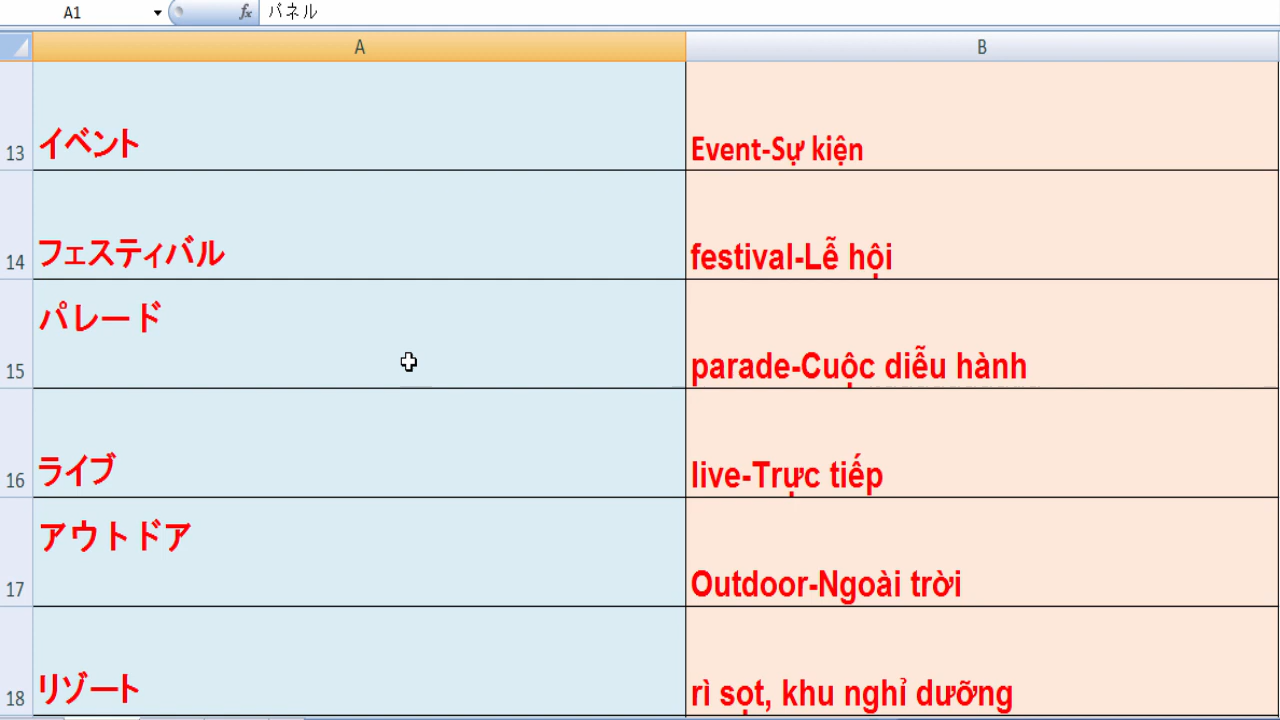 A1 fx パネル
A B
13 イベント Event-Sự kiện
14 フェスティバル festival-Lễ hội
15 パレード parade-Cuộc diễu hành
16 ライブ live-Trực tiếp
17 アウトドア Outdoor-Ngoài trời
18 リゾート rì sọt, khu nghỉ dưỡng